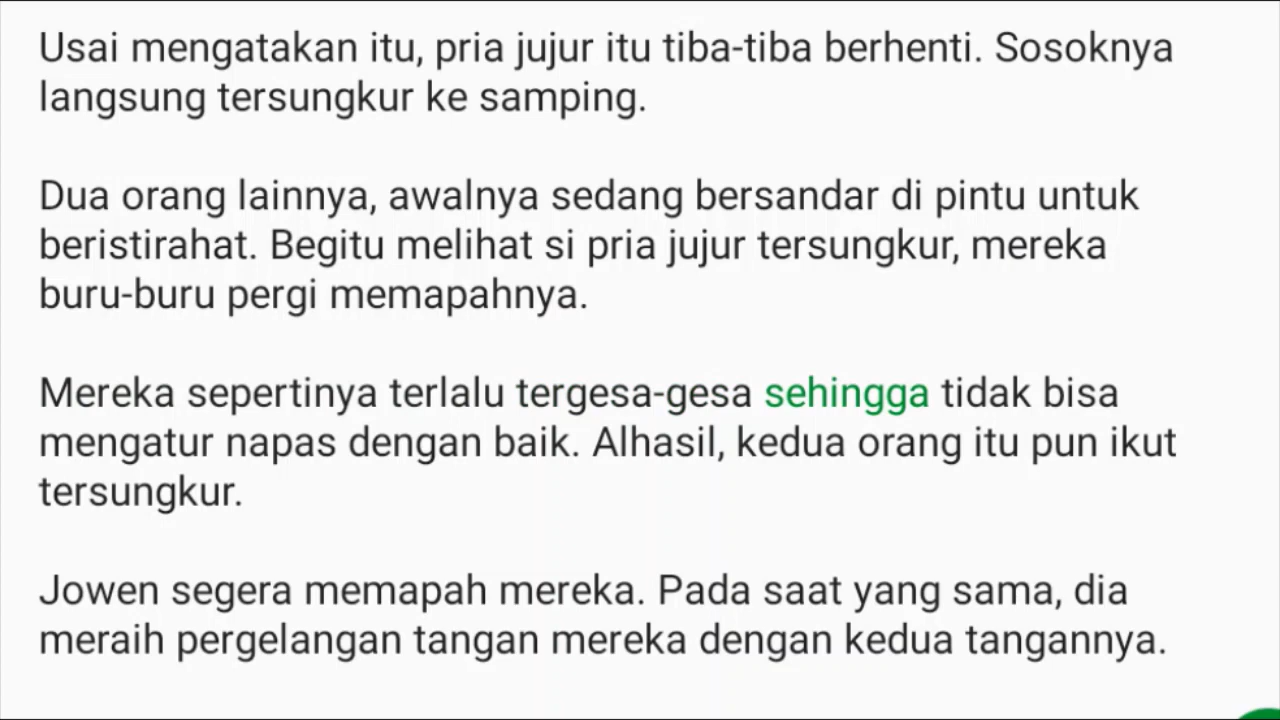 Usai mengatakan itu, pria jujur itu tiba-tiba berhenti. Sosoknya
langsung tersungkur ke samping.
Dua orang lainnya, awalnya sedang bersandar di pintu untuk
beristirahat. Begitu melihat si pria jujur tersungkur, mereka
buru-buru pergi memapahnya.
Mereka sepertinya terlalu tergesa-gesa sehingga tidak bisa
mengatur napas dengan baik. Alhasil, kedua orang itu pun ikut
tersungkur.
Jowen segera memapah mereka. Pada saat yang sama, dia
meraih pergelangan tangan mereka dengan kedua tangannya.